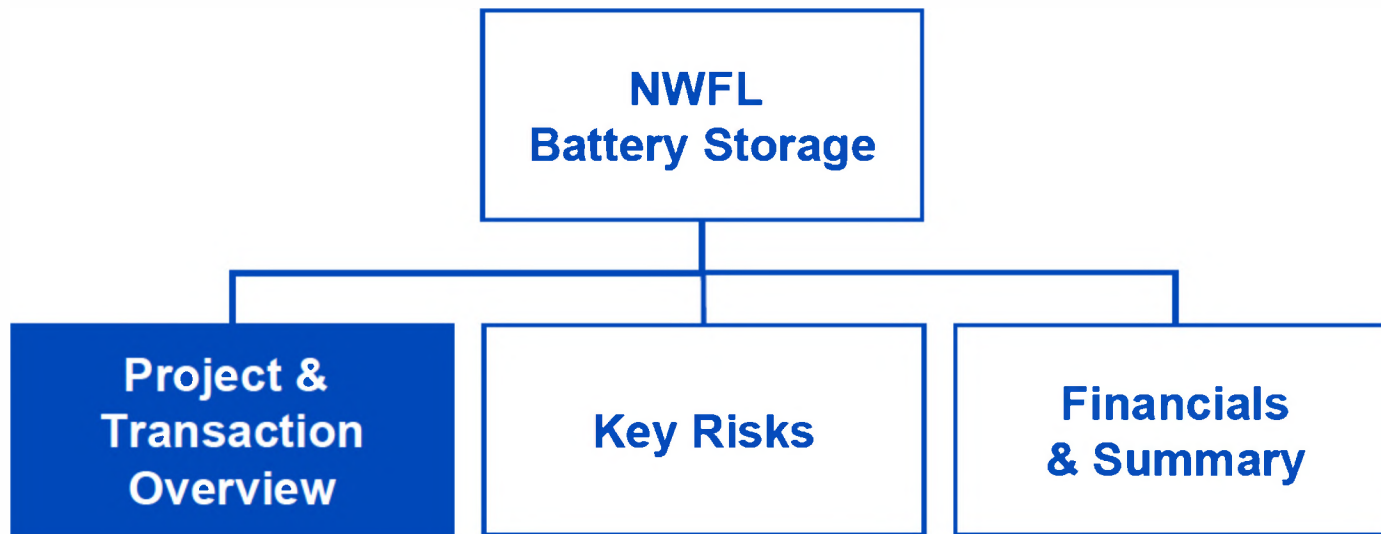 NWFL
Battery Storage
Project &
Transaction
Overview
Key Risks
Financials
& Summary